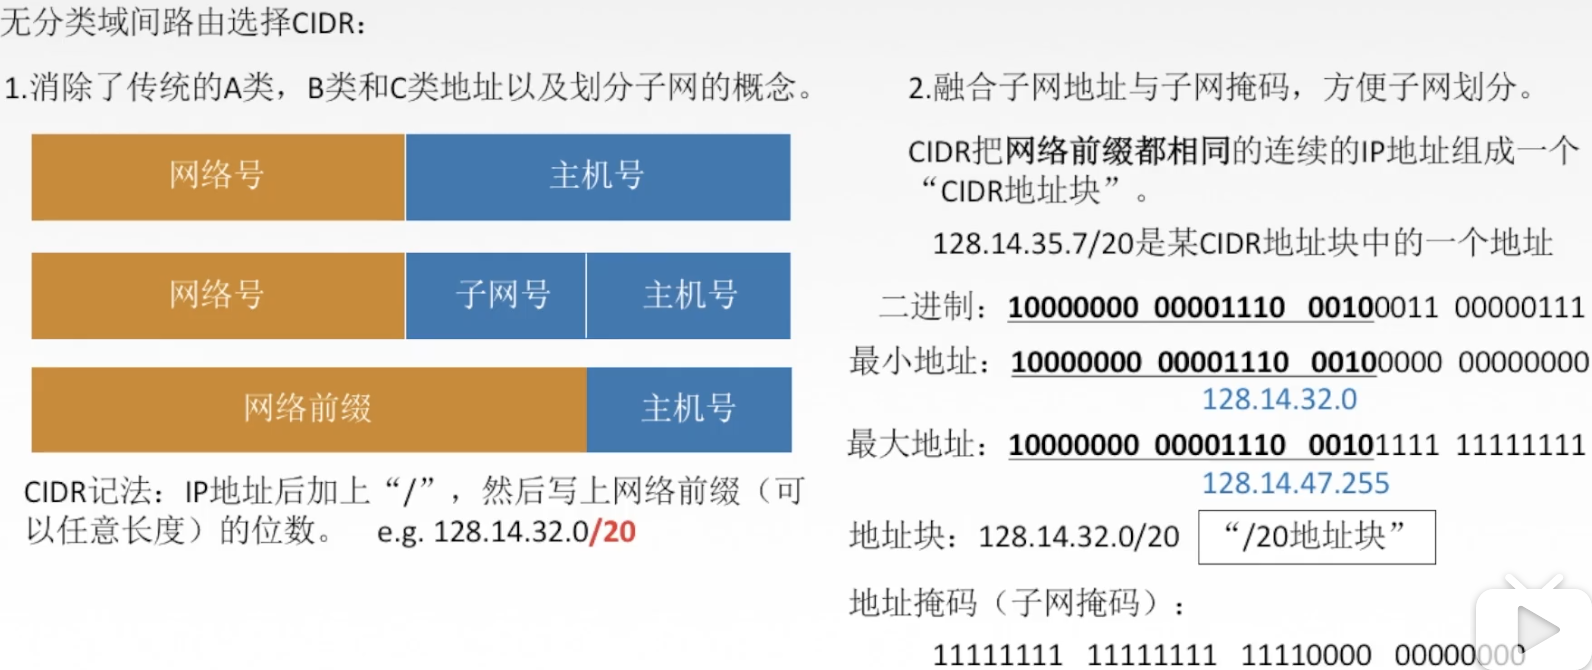 无分类域间路由选择CIDR：
1.消除了传统的A类，B类和C类地址以及划分子网的概念。
网络号 主机号
网络号 子网号 主机号
网络前缀 主机号
CIDR记法：IP地址后加上“/”，然后写上网络前缀（可
以任意长度）的位数。 e.g. 128.14.32.0/20
2.融合子网地址与子网掩码，方便子网划分。
CIDR把网络前缀都相同的连续的IP地址组成一个
“CIDR地址块”。
128.14.35.7/20是某CIDR地址块中的一个地址
二进制：10000000 00001110 00100011 00000111
最小地址：10000000 00001110 00100000 00000000
128.14.32.0
最大地址：10000000 00001110 00101111 11111111
128.14.47.255
地址块：128.14.32.0/20 “/20地址块”
地址掩码（子网掩码）：
11111111 11111111 11110000 00000000